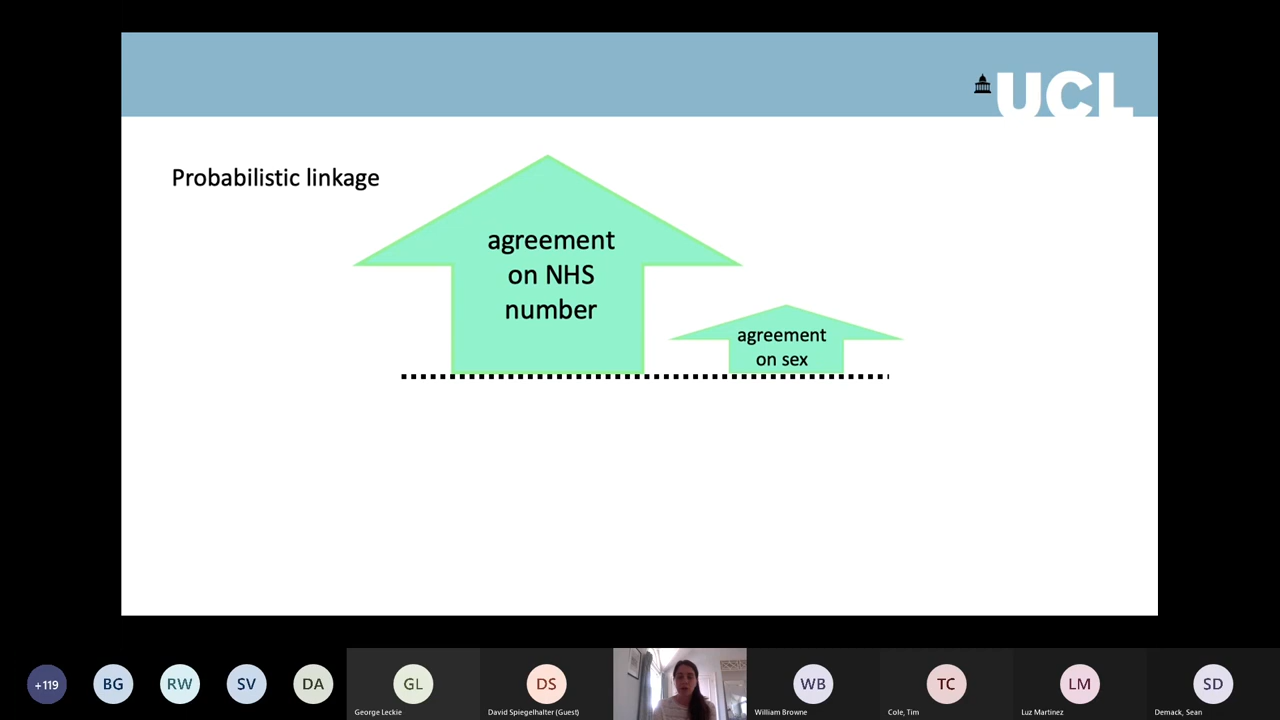 UCL
Probabilistic linkage
agreement
on NHS
number
agreement
on sex
+119
BG
RW
SV
DA
GL
George Leckie
DS
David Spiegelhalter (Guest)
WB
William Browne
TC
Cole, Tim
LM
Luz Martinez
SD
Demack, Sean